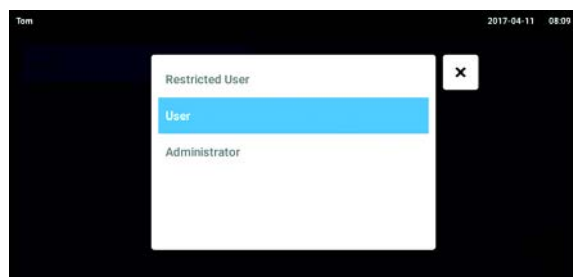 Tom 2017-04-11 08:09
Restricted User
User
Administrator